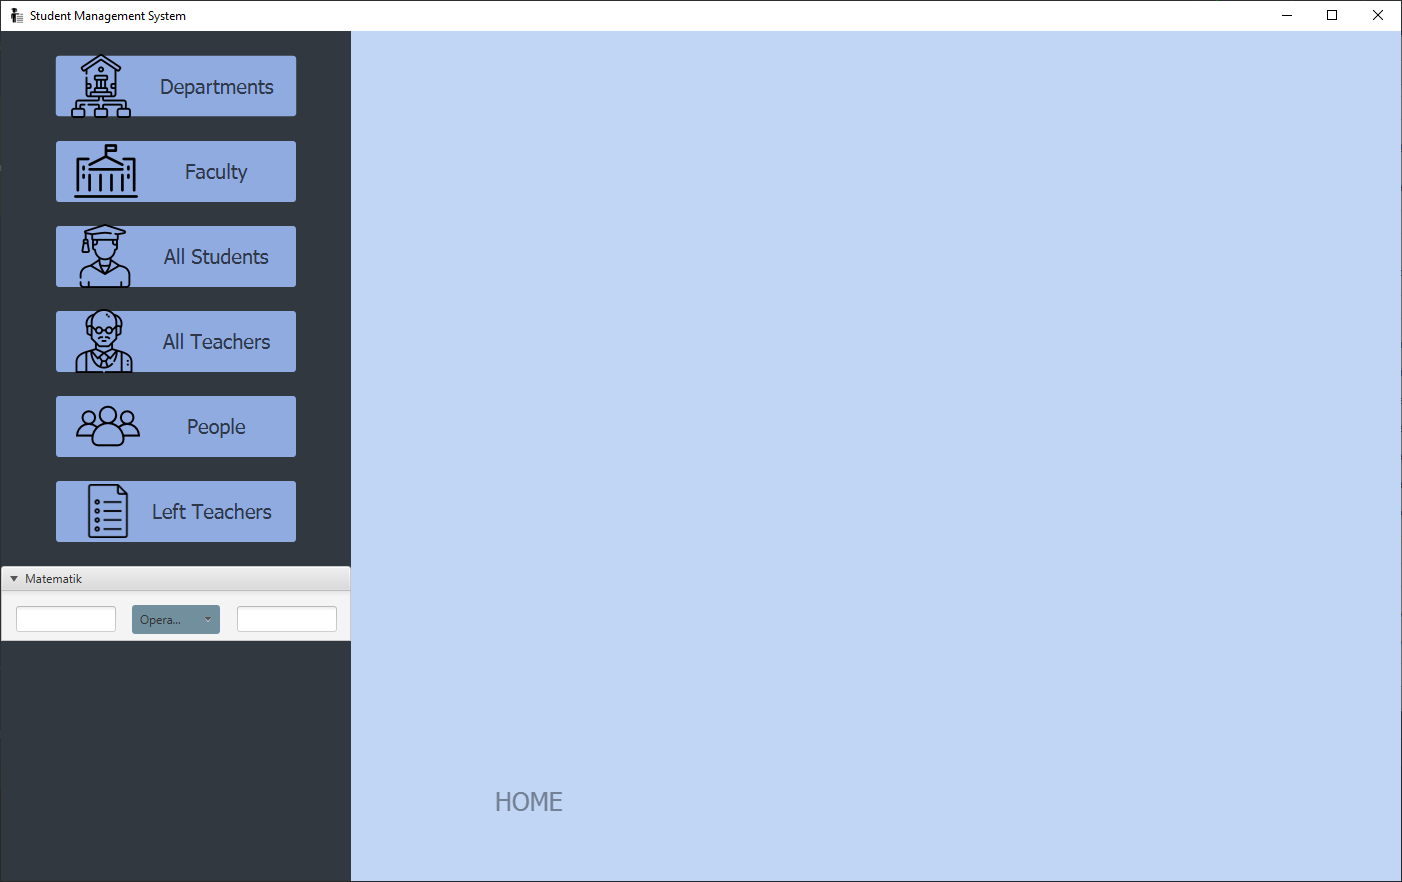 Student Management System
Departments
Faculty
All Students
All Teachers
People
Left Teachers
Matematik
Opera...
HOME